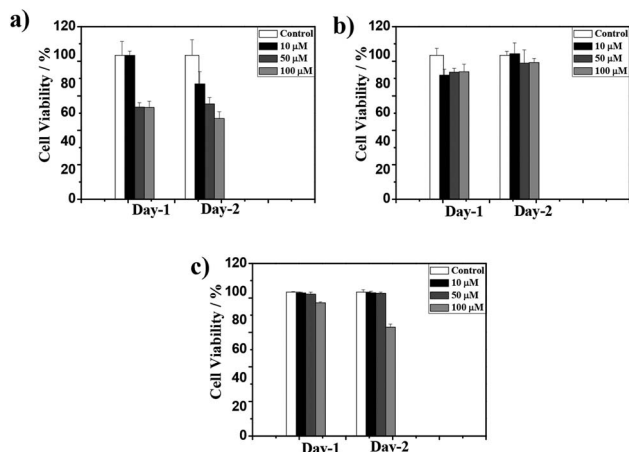 a)
Control
10 µM
50 µM
100 µM
Cell Viability / %
120
100
80
60
40
20
0
Day-1
Day-2
b)
Control
10 µM
50 µM
100 µM
Cell Viability / %
120
100
80
60
40
20
0
Day-1
Day-2
c)
Control
10 µM
50 µM
100 µM
Cell Viability / %
120
100
80
60
40
20
0
Day-1
Day-2